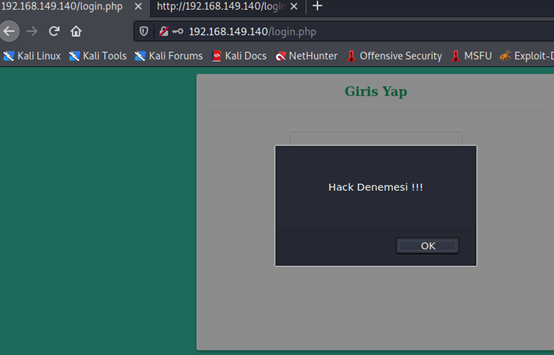 192.168.149.140/login.php
http://192.168.149.140/login
192.168.149.140/login.php
Kali Linux Kali Tools Kali Forums Kali Docs NetHunter Offensive Security MSFU Exploit-D
Giris Yap
Hack Denemesi !!!
OK